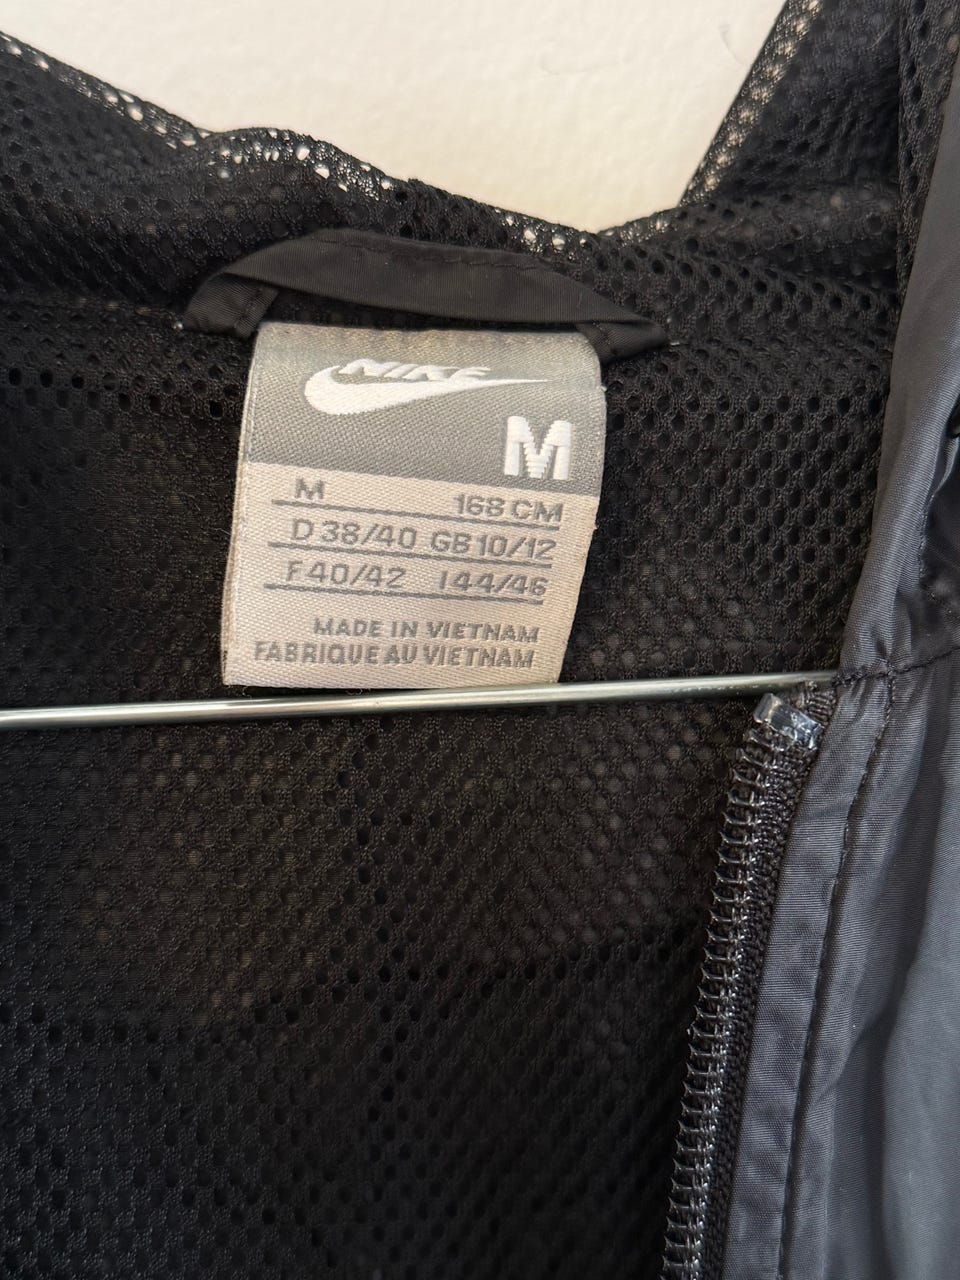 NIKE
M
M 168 CM
D 38/40 GB 10/12
F 40/42 I 44/46
MADE IN VIETNAM
FABRIQUE AU VIETNAM